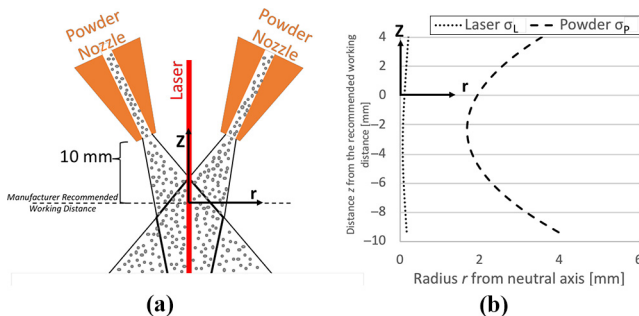 Powder
Nozzle
Powder
Nozzle
Laser
Z
10 mm
r
Manufacturer Recommended
Working Distance
(a)
Laser σL
Powder σP
Z
r
Distance z from the recommended working
distance [mm]
4
2
0
−2
−4
−6
−8
−10
0
2
4
6
Radius r from neutral axis [mm]
(b)